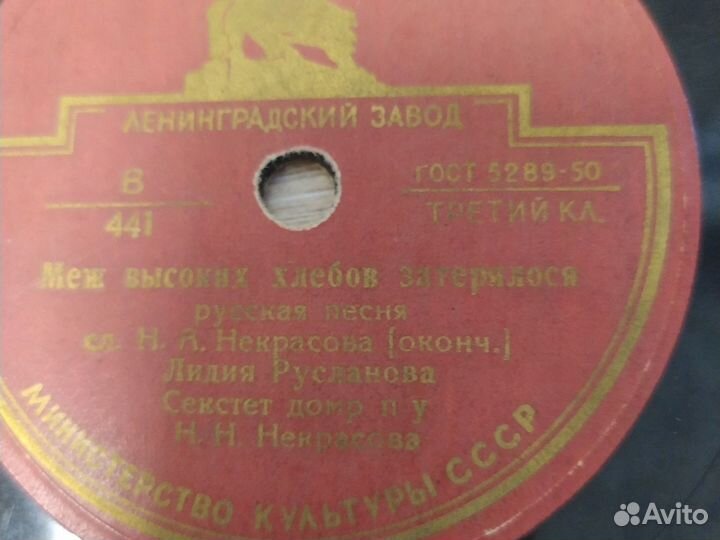 ЛЕНИНГРАДСКИЙ ЗАВОД
В
441
ГОСТ 5289-50
ТРЕТИЙ КЛ.
Меж высоких хлебов затерялося
русская песня
сл. Н. А. Некрасова [оконч.]
Лидия Русланова
Секстет домр п/у
Н. Н. Некрасова
МИНИСТЕРСТВО КУЛЬТУРЫ СССР
Avito